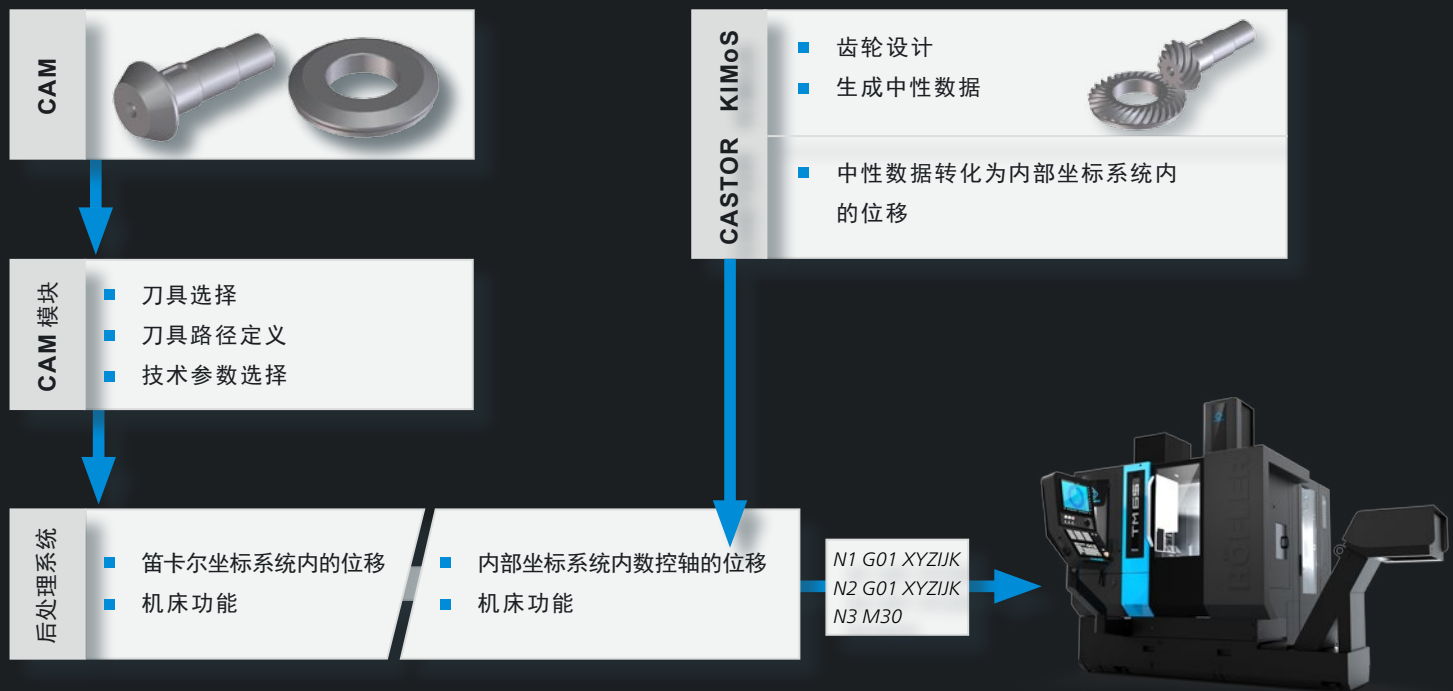 CAM
KIMoS
齿轮设计
生成中性数据
CASTOR
中性数据转化为内部坐标系统内
的位移
CAM 模块
刀具选择
刀具路径定义
技术参数选择
后处理系统
笛卡尔坐标系统内的位移
机床功能
内部坐标系统内数控轴的位移
机床功能
N1 G01 XYZIJK
N2 G01 XYZIJK
N3 M30
TM 65
HÖFLER